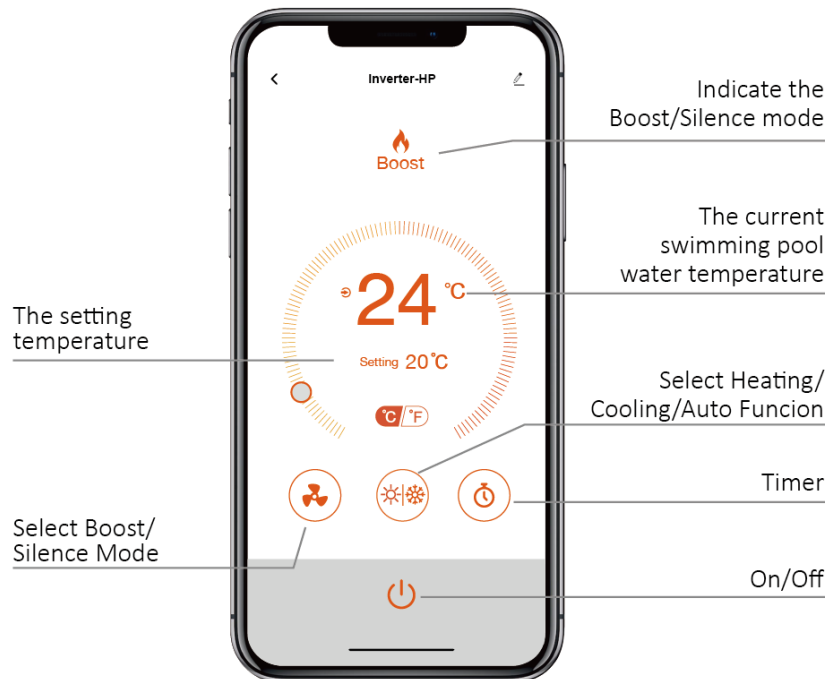 Inverter-HP
Indicate the
Boost/Silence mode
Boost
The current
swimming pool
water temperature
24 °C
The setting
temperature
Setting 20°C
Select Heating/
Cooling/Auto Funcion
°C/°F
Timer
Select Boost/
Silence Mode
On/Off